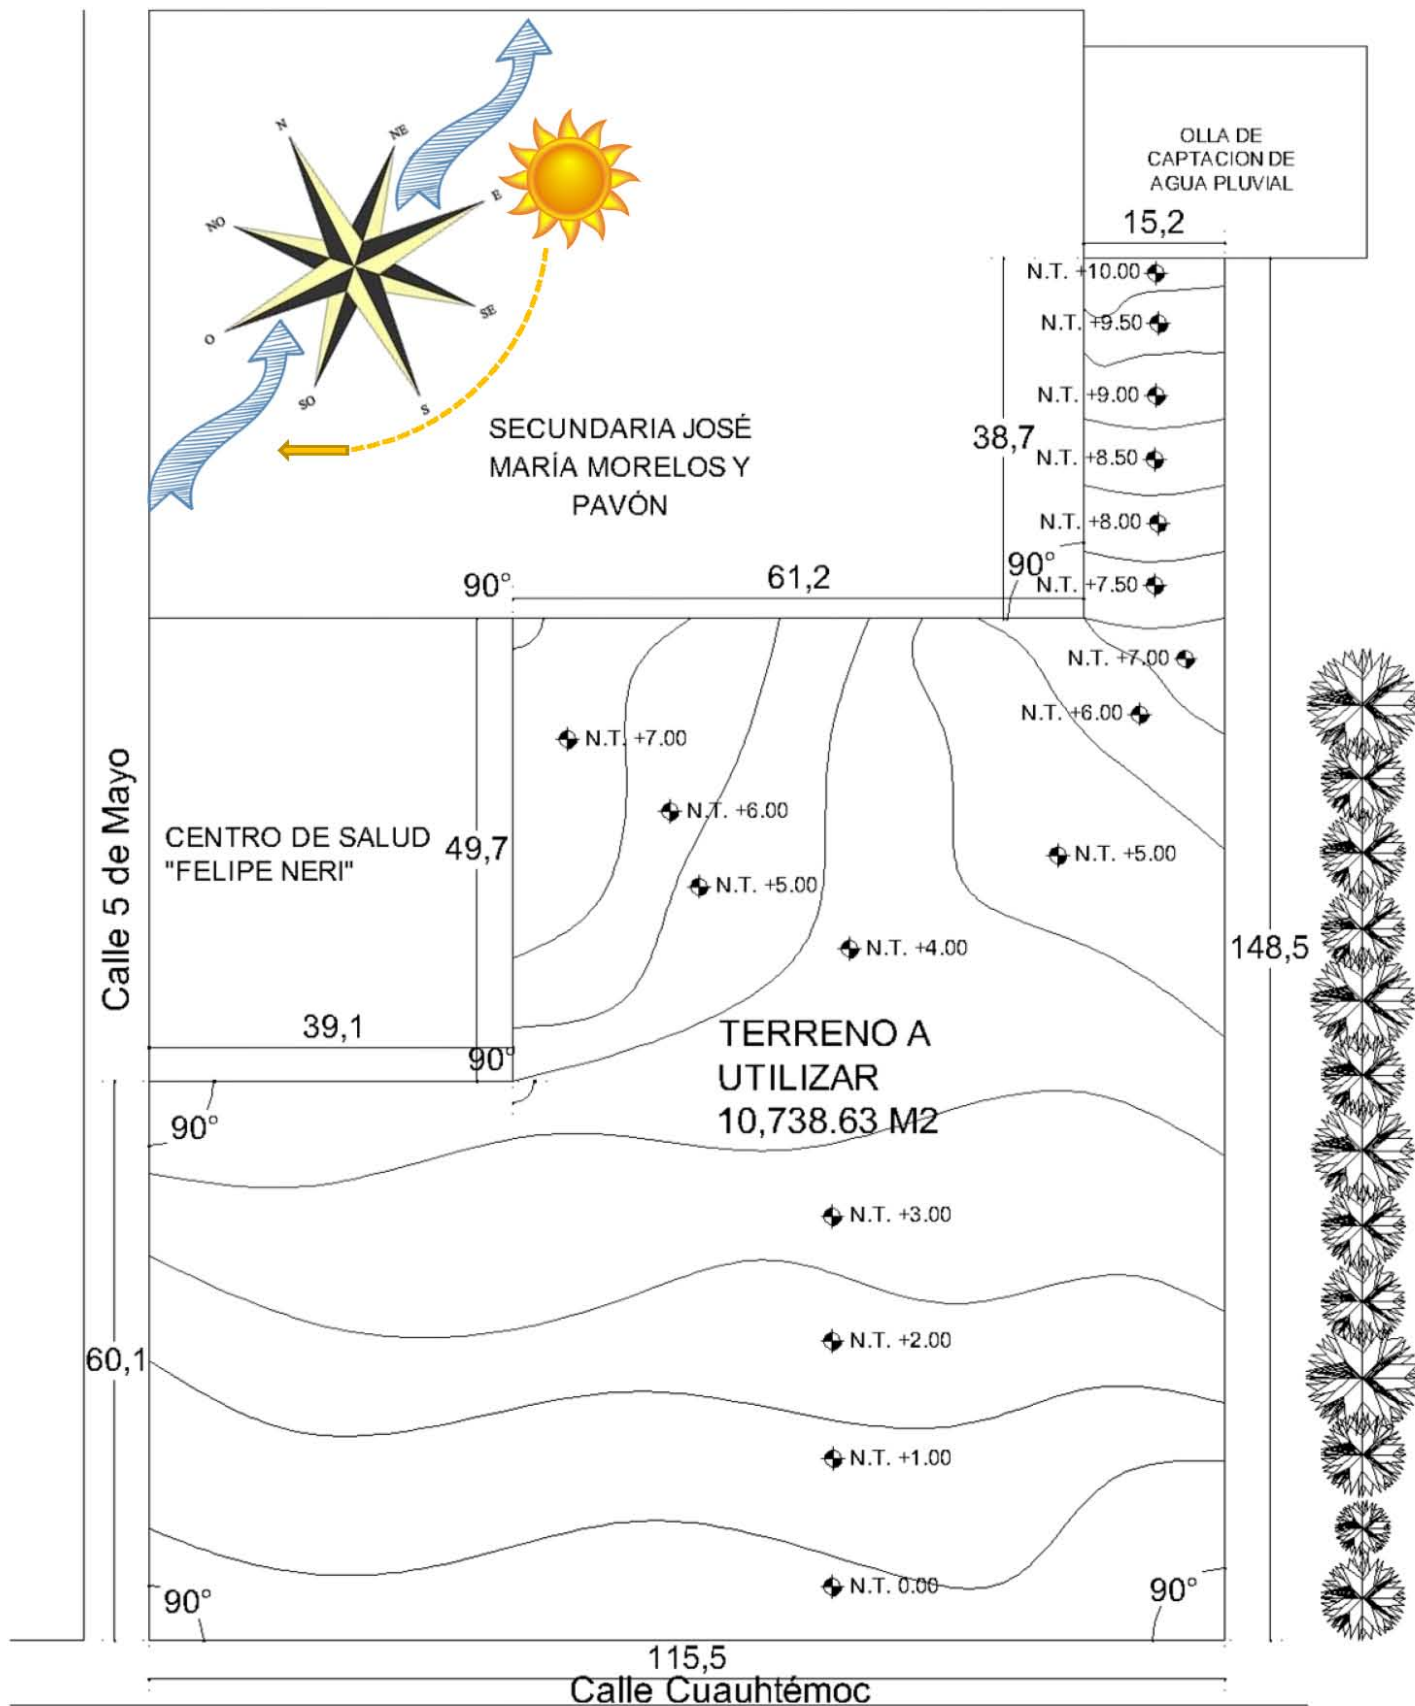 N
NE
E
NO
SE
O
SO
S
OLLA DE
CAPTACION DE
AGUA PLUVIAL
15,2
N.T. +10.00
N.T. +9.50
N.T. +9.00
38,7
N.T. +8.50
N.T. +8.00
90°
N.T. +7.50
SECUNDARIA JOSÉ
MARÍA MORELOS Y
PAVÓN
90°
61,2
N.T. +7.00
N.T. +6.00
N.T. +7.00
N.T. +6.00
N.T. +5.00
N.T. +5.00
N.T. +4.00
Calle 5 de Mayo
CENTRO DE SALUD
"FELIPE NERI"
49,7
39,1
90°
90°
148,5
TERRENO A
UTILIZAR
10,738.63 M2
N.T. +3.00
N.T. +2.00
60,1
N.T. +1.00
N.T. 0.00
90°
90°
115,5
Calle Cuauhtémoc